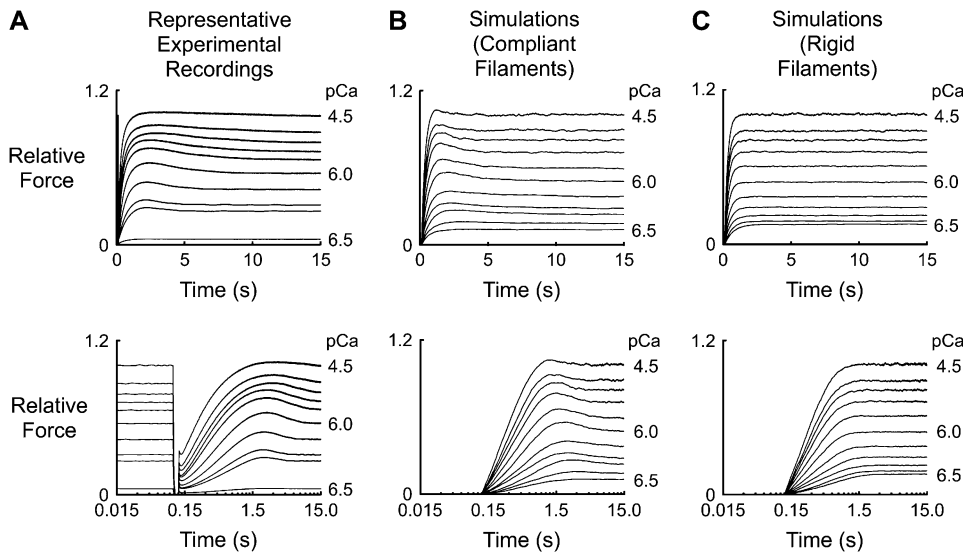 A
Representative
Experimental
Recordings
B
Simulations
(Compliant
Filaments)
C
Simulations
(Rigid
Filaments)
Relative
Force
1.2
0
pCa
4.5
6.0
6.5
0 5 10 15
Time (s)
1.2
0
pCa
4.5
6.0
6.5
0 5 10 15
Time (s)
1.2
0
pCa
4.5
6.0
6.5
0 5 10 15
Time (s)
Relative
Force
1.2
0
pCa
4.5
6.0
6.5
0.015 0.15 1.5 15.0
Time (s)
1.2
0
pCa
4.5
6.0
6.5
0.015 0.15 1.5 15.0
Time (s)
1.2
0
pCa
4.5
6.0
6.5
0.015 0.15 1.5 15.0
Time (s)